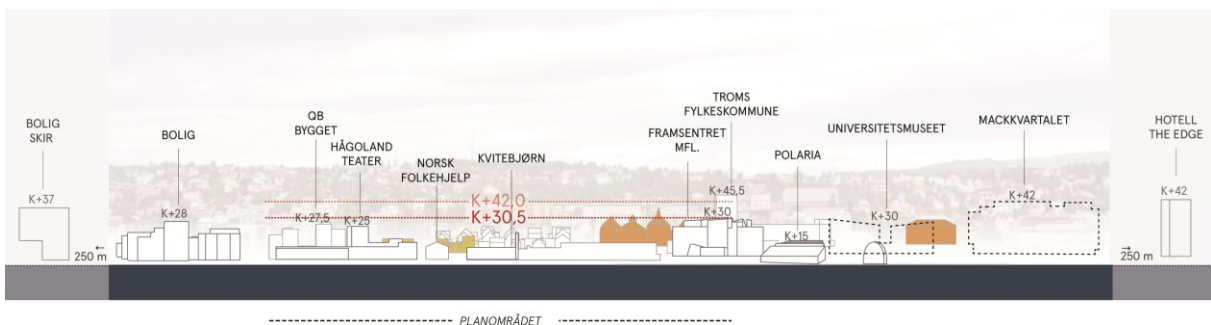 BOLIG
SKIR
K+37
250 m
BOLIG
K+28
QB
BYGGET
K+27,5
HÅGOLAND
TEATER
K+25
NORSK
FOLKEHJELP
KVITEBJØRN
K+42,0
K+30,5
FRAMSENTRET
MFL.
K+30
TROMS
FYLKESKOMMUNE
K+45,5
POLARIA
K+15
UNIVERSITETSMUSEET
K+30
MACKKVARTALET
K+42
HOTELL
THE EDGE
K+42
250 m
PLANOMRÅDET